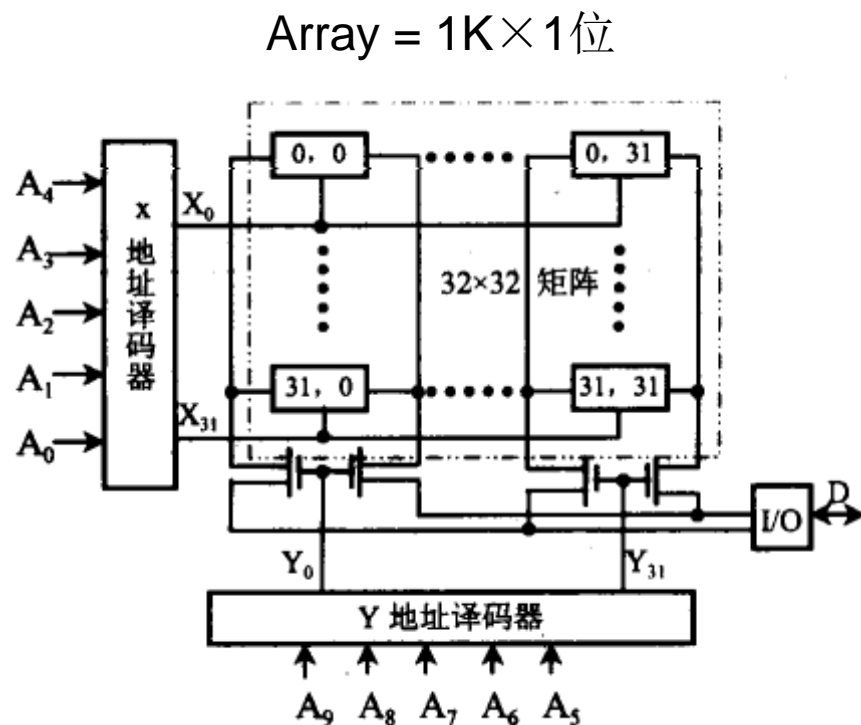 Array = 1K×1位
0，0
0，31
A₄
A₃
A₂
A₁
A₀
x地址译码器
X₀
32×32 矩阵
31，0
31，31
X₃₁
I/O
D
Y₀
Y₃₁
Y 地址译码器
A₉ A₈ A₇ A₆ A₅